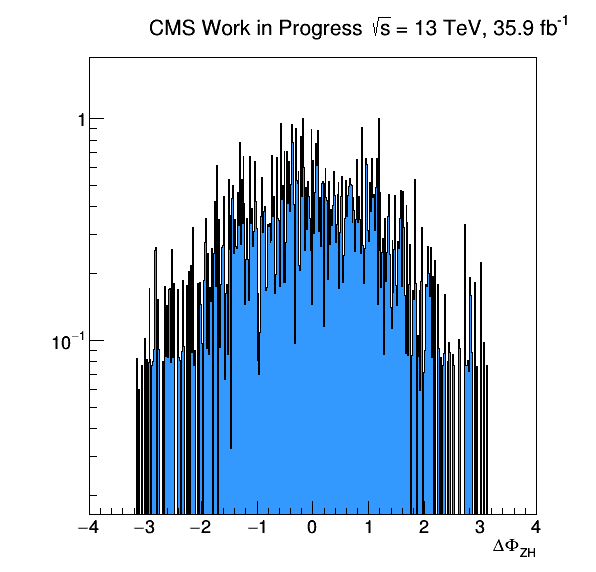 CMS Work in Progress √s = 13 TeV, 35.9 fb⁻¹
1
10⁻¹
−4 −3 −2 −1 0 1 2 3 4
ΔΦ_ZH